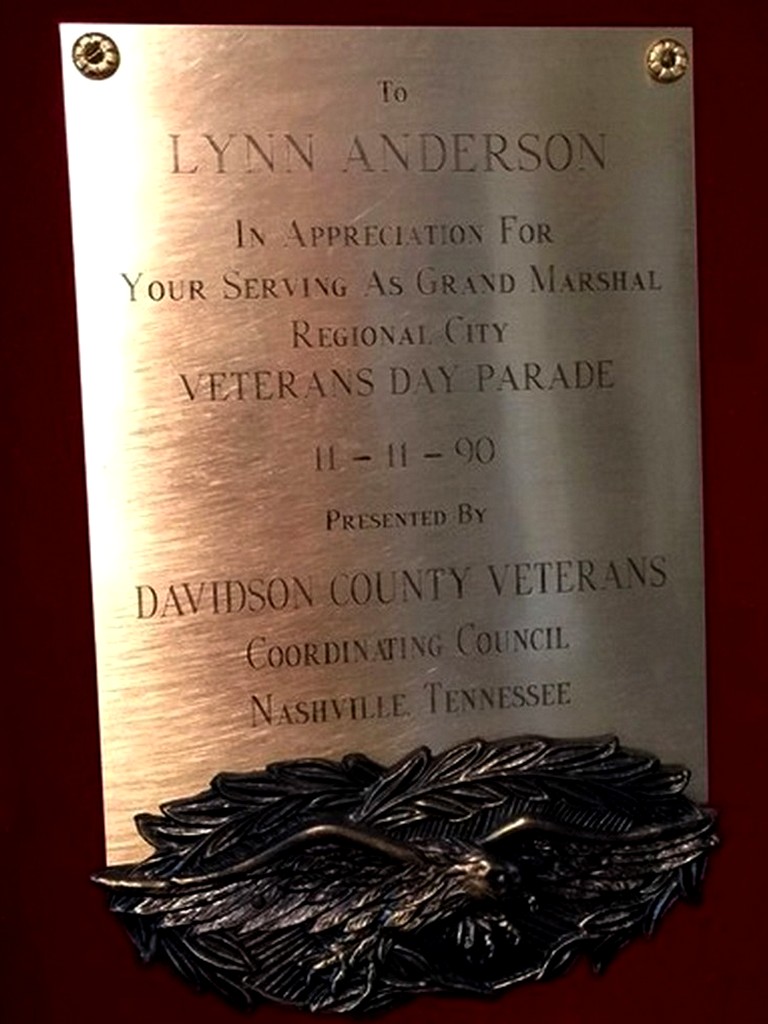 To
LYNN ANDERSON
IN APPRECIATION FOR
YOUR SERVING AS GRAND MARSHAL
REGIONAL CITY
VETERANS DAY PARADE
11 – 11 – 90
PRESENTED BY
DAVIDSON COUNTY VETERANS
COORDINATING COUNCIL
NASHVILLE, TENNESSEE